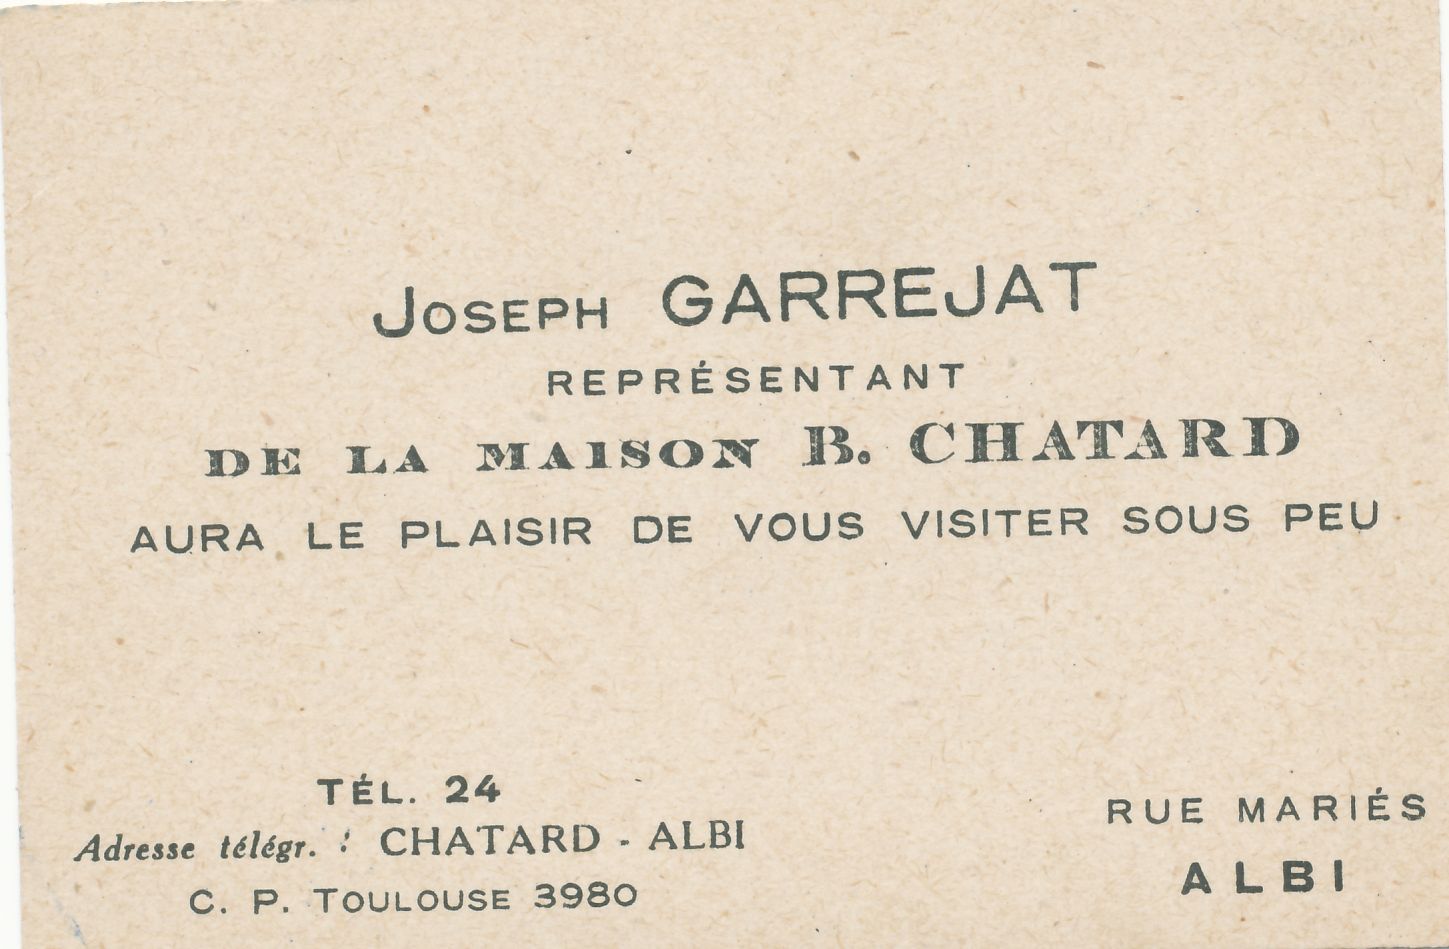 Joseph GARREJAT
REPRÉSENTANT
DE LA MAISON B. CHATARD
AURA LE PLAISIR DE VOUS VISITER SOUS PEU
TÉL. 24
Adresse télégr. : CHATARD - ALBI
C. P. TOULOUSE 3980
RUE MARIÉS
ALBI